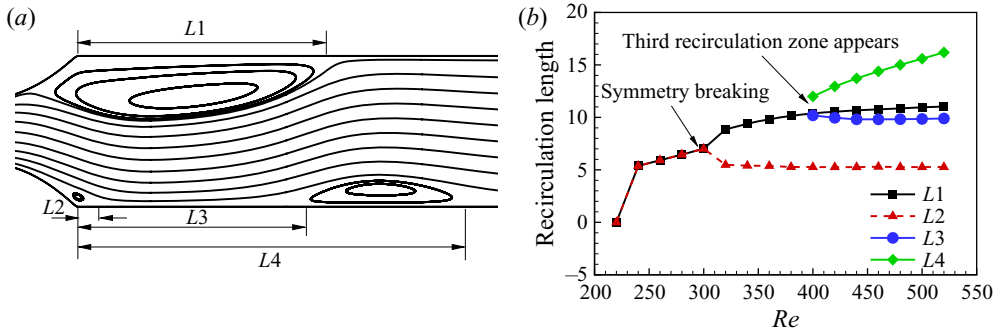 (a)
L1
L2
L3
L4
(b)
20
15
10
5
0
−5
Recirculation length
Third recirculation zone appears
Symmetry breaking
L1
L2
L3
L4
200 250 300 350 400 450 500 550
Re